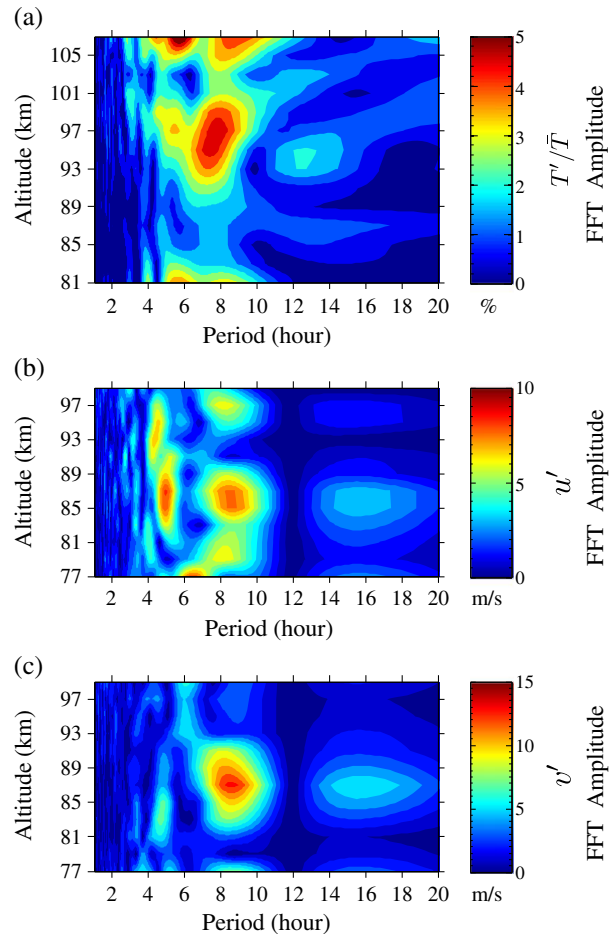 (a)
105
101
97
93
89
85
81
Altitude (km)
2 4 6 8 10 12 14 16 18 20
Period (hour)
5
4
3
2
1
0
%
T′/T̄
FFT Amplitude
(b)
97
93
89
85
81
77
Altitude (km)
2 4 6 8 10 12 14 16 18 20
Period (hour)
10
5
0
m/s
u′
FFT Amplitude
(c)
97
93
89
85
81
77
Altitude (km)
2 4 6 8 10 12 14 16 18 20
Period (hour)
15
10
5
0
m/s
v′
FFT Amplitude